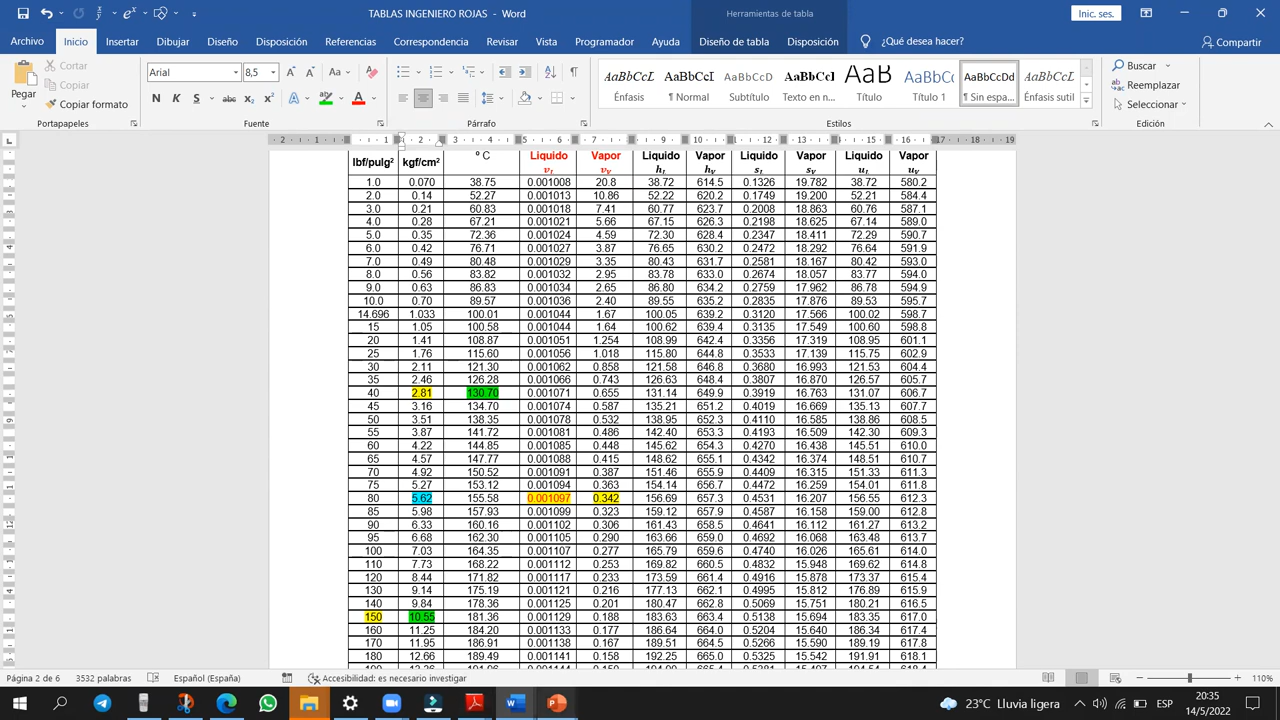 TABLAS INGENIERO ROJAS - Word
Herramientas de tabla
Inic. ses.
Archivo Inicio Insertar Dibujar Diseño Disposición Referencias Correspondencia Revisar Vista Programador Ayuda Diseño de tabla Disposición ¿Qué desea hacer? Compartir
Pegar Cortar Copiar Copiar formato
Arial 8,5 Aa
N K S abc x₂ x² A A
AaBbCcL AaBbCcI AaBbCcDd AaBbCcI AaB AaBbCcL AaBbCcDd AaBbCcL
Énfasis ¶ Normal Subtítulo Texto en n... Título Título 1 ¶ Sin espa... Énfasis sutil
Buscar Reemplazar Seleccionar
Portapapeles Fuente Párrafo Estilos Edición
lbf/pulg² kgf/cm² º C Liquido v_L Vapor v_V Liquido h_L Vapor h_V Liquido s_L Vapor s_V Liquido u_L Vapor u_V
1.0 0.070 38.75 0.001008 20.8 38.72 614.5 0.1326 19.782 38.72 580.2
2.0 0.14 52.27 0.001013 10.86 52.22 620.2 0.1749 19.200 52.21 584.4
3.0 0.21 60.83 0.001018 7.41 60.77 623.7 0.2008 18.863 60.76 587.1
4.0 0.28 67.21 0.001021 5.66 67.15 626.3 0.2198 18.625 67.14 589.0
5.0 0.35 72.36 0.001024 4.59 72.30 628.4 0.2347 18.411 72.29 590.7
6.0 0.42 76.71 0.001027 3.87 76.65 630.2 0.2472 18.292 76.64 591.9
7.0 0.49 80.48 0.001029 3.35 80.43 631.7 0.2581 18.167 80.42 593.0
8.0 0.56 83.82 0.001032 2.95 83.78 633.0 0.2674 18.057 83.77 594.0
9.0 0.63 86.83 0.001034 2.65 86.80 634.2 0.2759 17.962 86.78 594.9
10.0 0.70 89.57 0.001036 2.40 89.55 635.2 0.2835 17.876 89.53 595.7
14.696 1.033 100.01 0.001044 1.67 100.05 639.2 0.3120 17.566 100.02 598.7
15 1.05 100.58 0.001044 1.64 100.62 639.4 0.3135 17.549 100.60 598.8
20 1.41 108.87 0.001051 1.254 108.99 642.4 0.3356 17.319 108.95 601.1
25 1.76 115.60 0.001056 1.018 115.80 644.8 0.3533 17.139 115.75 602.9
30 2.11 121.30 0.001062 0.858 121.58 646.8 0.3680 16.993 121.53 604.4
35 2.46 126.28 0.001066 0.743 126.63 648.4 0.3807 16.870 126.57 605.7
40 2.81 130.70 0.001071 0.655 131.14 649.9 0.3919 16.763 131.07 606.7
45 3.16 134.70 0.001074 0.587 135.21 651.2 0.4019 16.669 135.13 607.7
50 3.51 138.35 0.001078 0.532 138.95 652.3 0.4110 16.585 138.86 608.5
55 3.87 141.72 0.001081 0.486 142.40 653.3 0.4193 16.509 142.30 609.3
60 4.22 144.85 0.001085 0.448 145.62 654.3 0.4270 16.438 145.51 610.0
65 4.57 147.77 0.001088 0.415 148.62 655.1 0.4342 16.374 148.51 610.7
70 4.92 150.52 0.001091 0.387 151.46 655.9 0.4409 16.315 151.33 611.3
75 5.27 153.12 0.001094 0.363 154.14 656.7 0.4472 16.259 154.01 611.8
80 5.62 155.58 0.001097 0.342 156.69 657.3 0.4531 16.207 156.55 612.3
85 5.98 157.93 0.001099 0.323 159.12 657.9 0.4587 16.158 159.00 612.8
90 6.33 160.16 0.001102 0.306 161.43 658.5 0.4641 16.112 161.27 613.2
95 6.68 162.30 0.001105 0.290 163.66 659.0 0.4692 16.068 163.48 613.7
100 7.03 164.35 0.001107 0.277 165.79 659.6 0.4740 16.026 165.61 614.0
110 7.73 168.22 0.001112 0.253 169.82 660.5 0.4832 15.948 169.62 614.8
120 8.44 171.82 0.001117 0.233 173.59 661.4 0.4916 15.878 173.37 615.4
130 9.14 175.19 0.001121 0.216 177.13 662.1 0.4995 15.812 176.89 615.9
140 9.84 178.36 0.001125 0.201 180.47 662.8 0.5069 15.751 180.21 616.5
150 10.55 181.36 0.001129 0.188 183.63 663.4 0.5138 15.694 183.35 617.0
160 11.25 184.20 0.001133 0.177 186.64 664.0 0.5204 15.640 186.34 617.4
170 11.95 186.91 0.001138 0.167 189.51 664.5 0.5266 15.590 189.19 617.8
180 12.66 189.49 0.001141 0.158 192.25 665.0 0.5325 15.542 191.91 618.1
Página 2 de 6 3532 palabras Español (España) Accesibilidad: es necesario investigar 110%
23°C Lluvia ligera ESP 20:35
14/5/2022